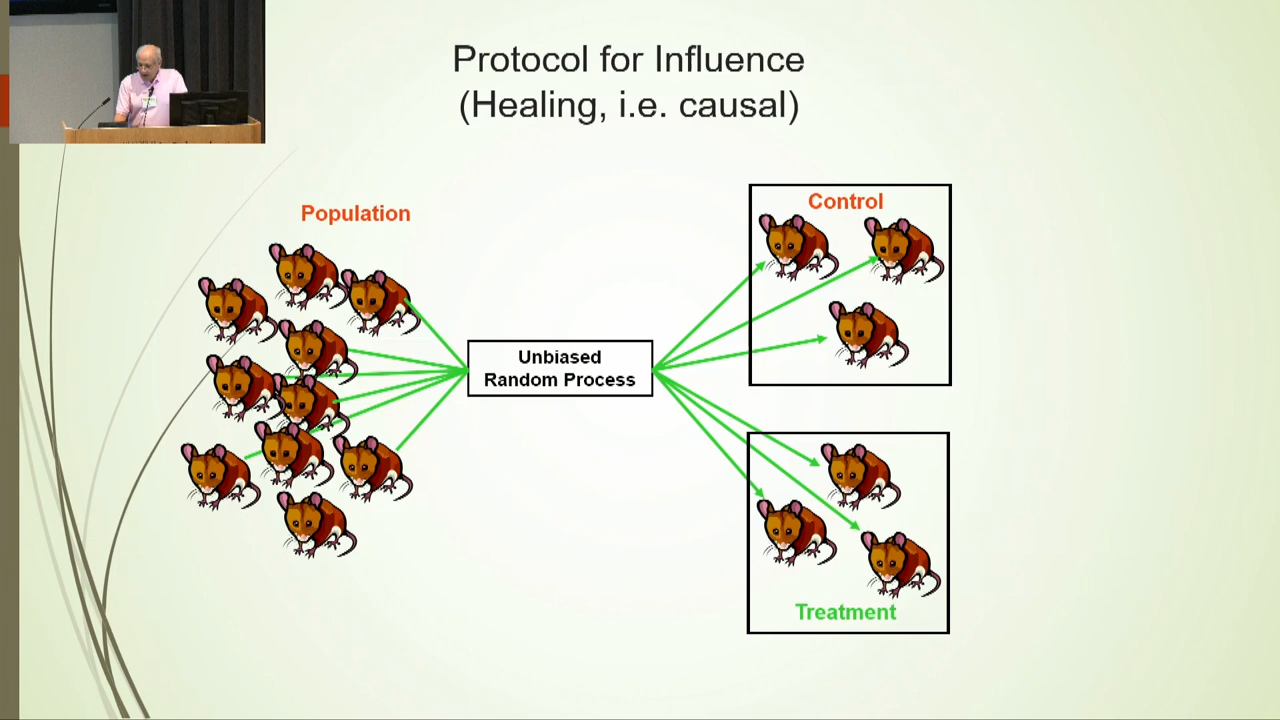 Protocol for Influence
(Healing, i.e. causal)
Population
Control
Unbiased
Random Process
Treatment